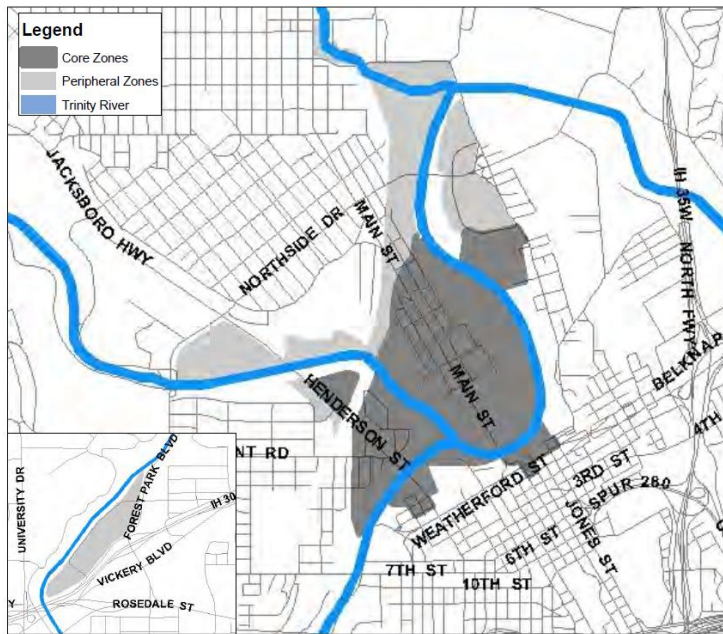 Legend
Core Zones
Peripheral Zones
Trinity River
JACKSBORO HWY
NORTHSIDE DR
MAIN ST
IH 35W NORTH FWY
MAIN ST
BELKNAP
HENDERSON ST
NT RD
WEATHERFORD ST
3RD ST
4TH
SPUR 280
JONES ST
6TH ST
7TH ST
10TH ST
UNIVERSITY DR
FOREST PARK BLVD
IH 30
VICKERY BLVD
ROSEDALE ST
Y